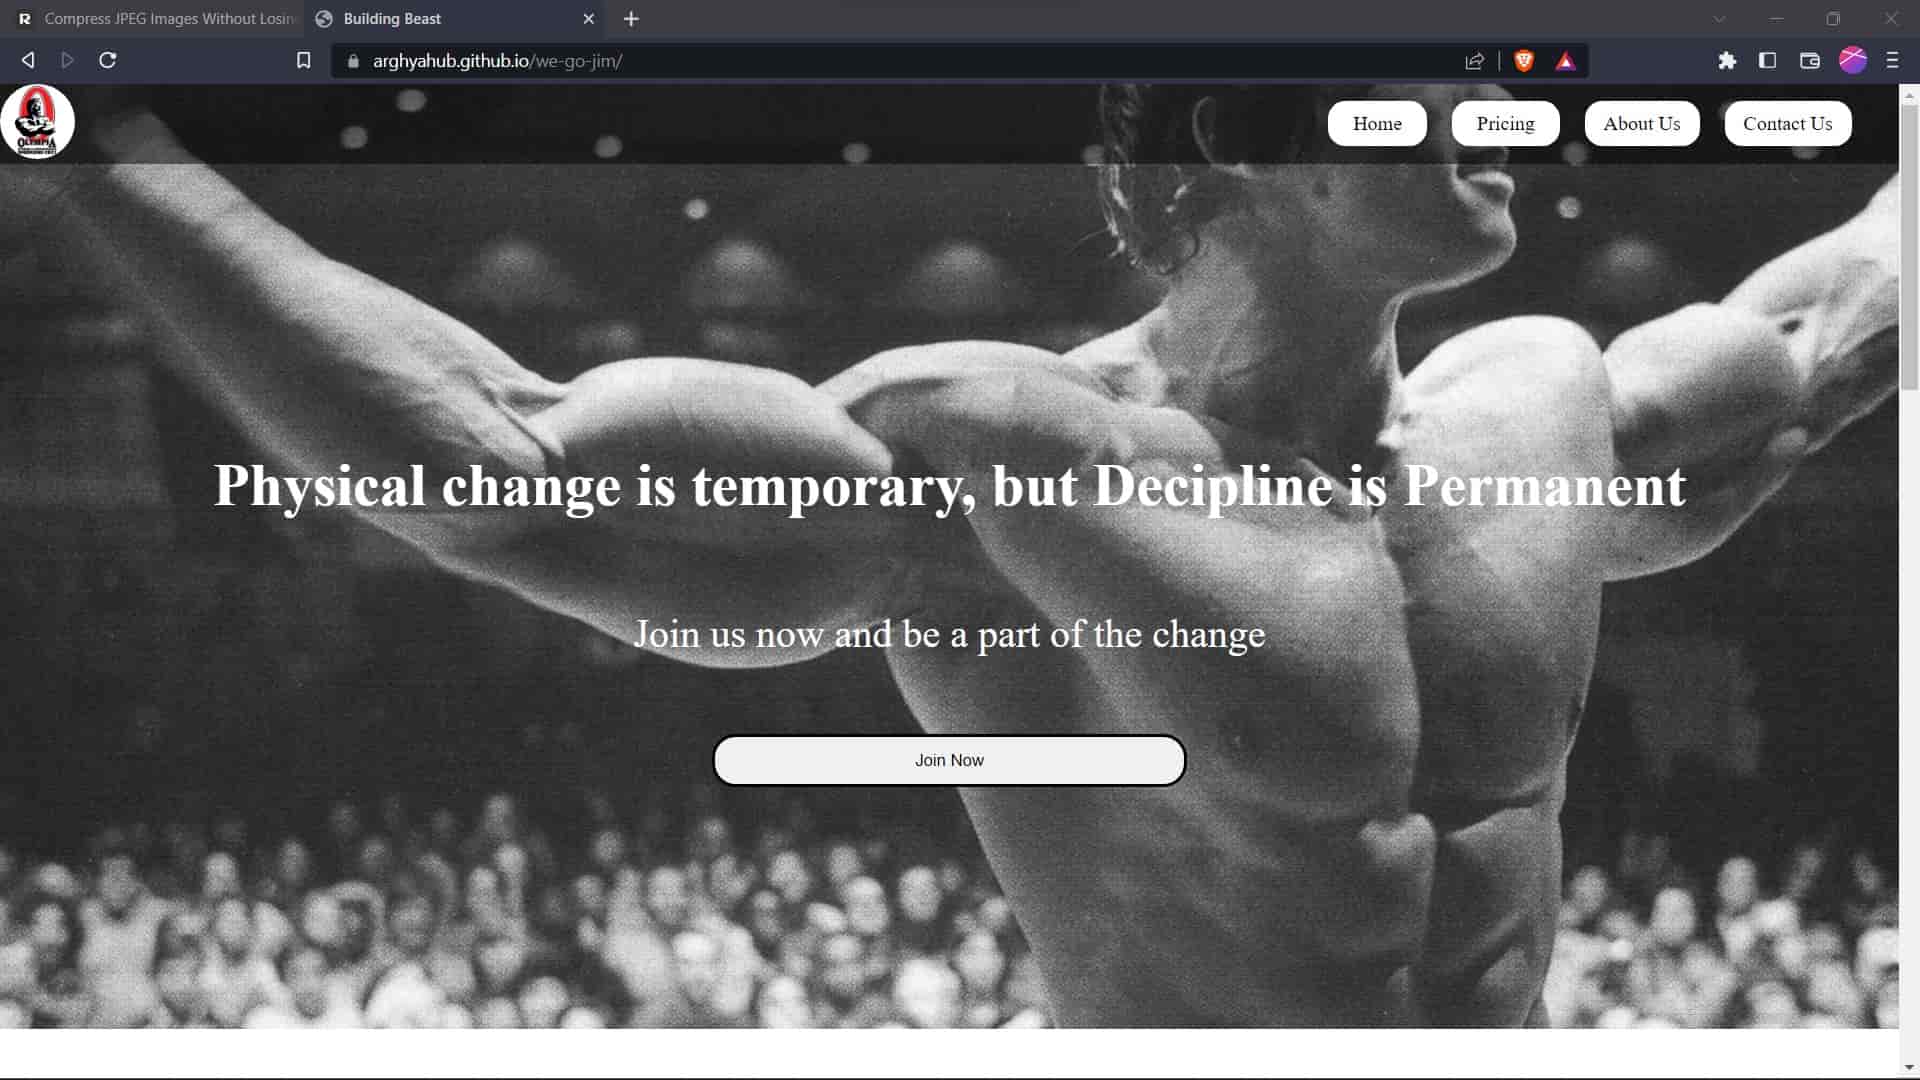 Compress JPEG Images Without Losin
Building Beast
arghyahub.github.io/we-go-jim/
OLYMPIA
Home
Pricing
About Us
Contact Us
Physical change is temporary, but Decipline is Permanent
Join us now and be a part of the change
Join Now